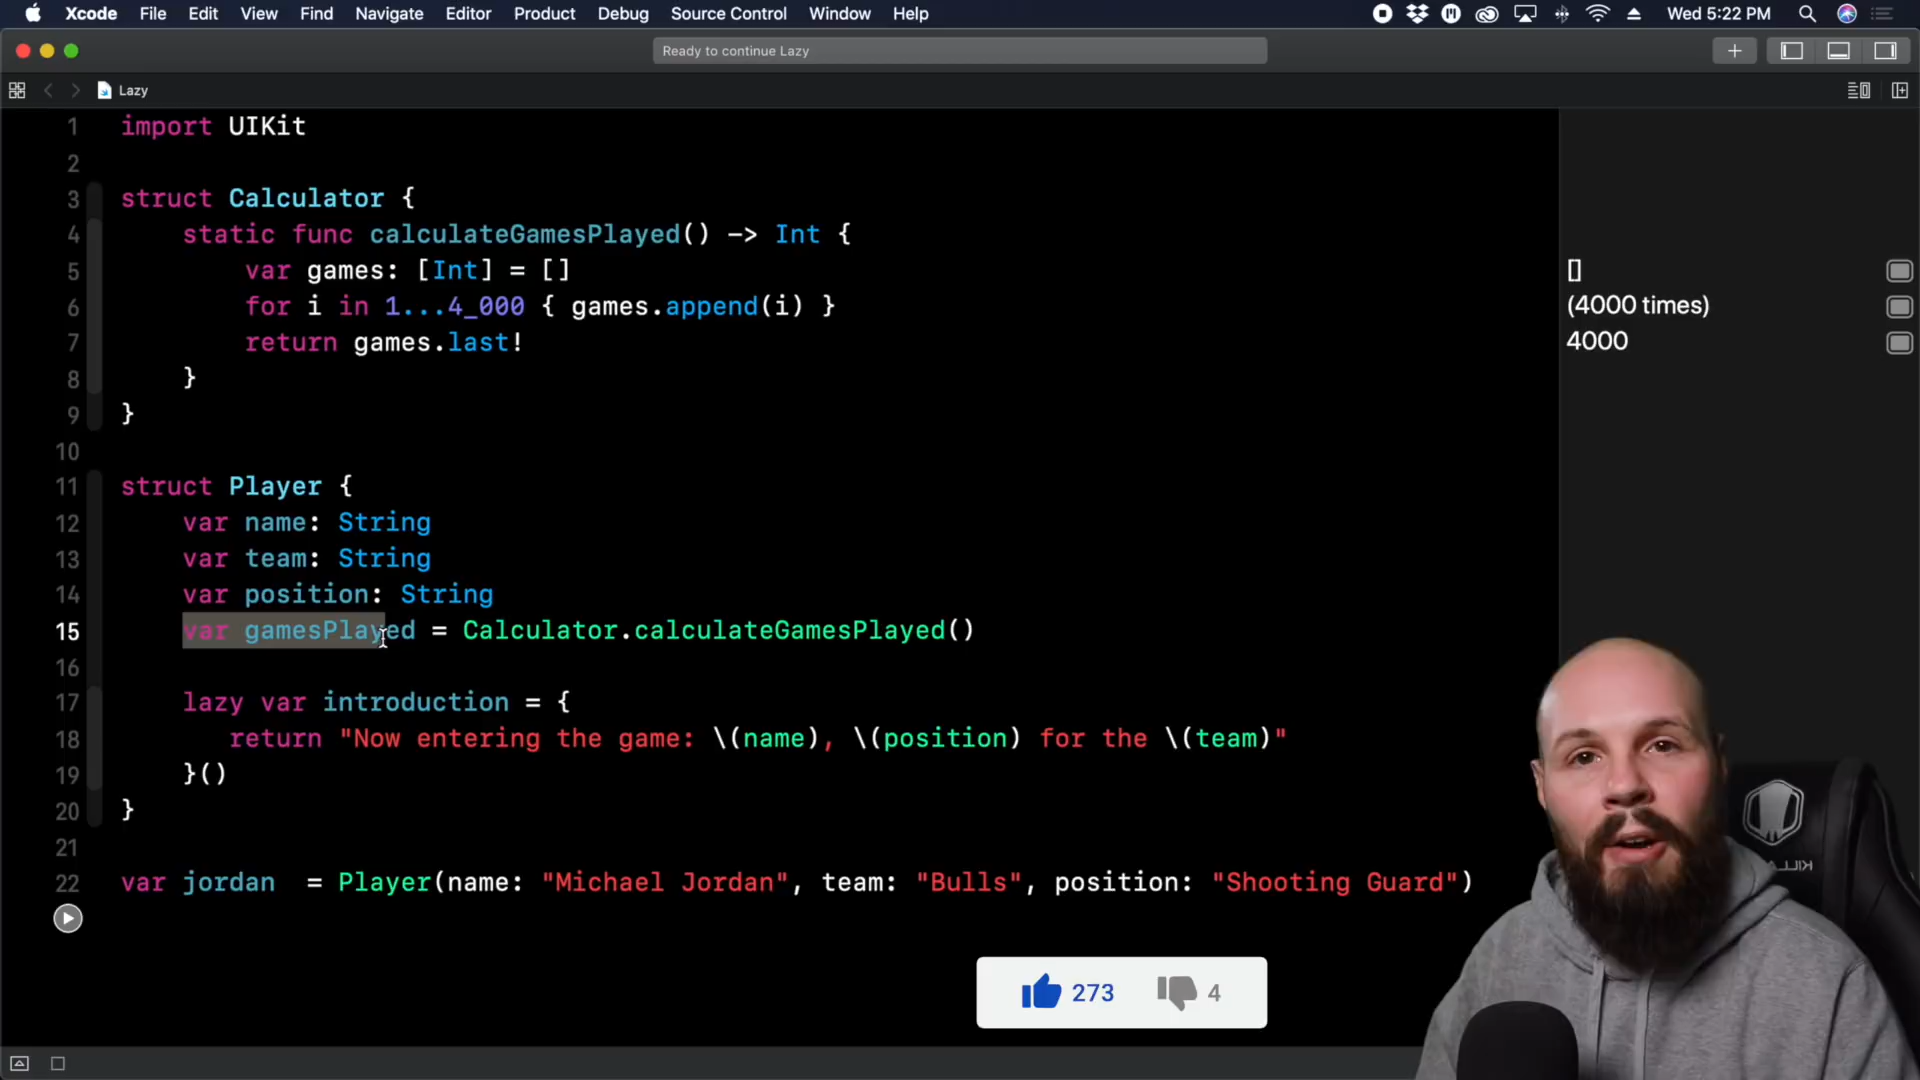 Xcode File Edit View Find Navigate Editor Product Debug Source Control Window Help Wed 5:22 PM
Ready to continue Lazy
Lazy
1 import UIKit
2
3 struct Calculator {
4 static func calculateGamesPlayed() -> Int {
5 var games: [Int] = [] []
6 for i in 1...4_000 { games.append(i) } (4000 times)
7 return games.last! 4000
8 }
9 }
10
11 struct Player {
12 var name: String
13 var team: String
14 var position: String
15 var gamesPlayed = Calculator.calculateGamesPlayed()
16
17 lazy var introduction = {
18 return "Now entering the game: \(name), \(position) for the \(team)"
19 }()
20 }
21
22 var jordan = Player(name: "Michael Jordan", team: "Bulls", position: "Shooting Guard")
273 4